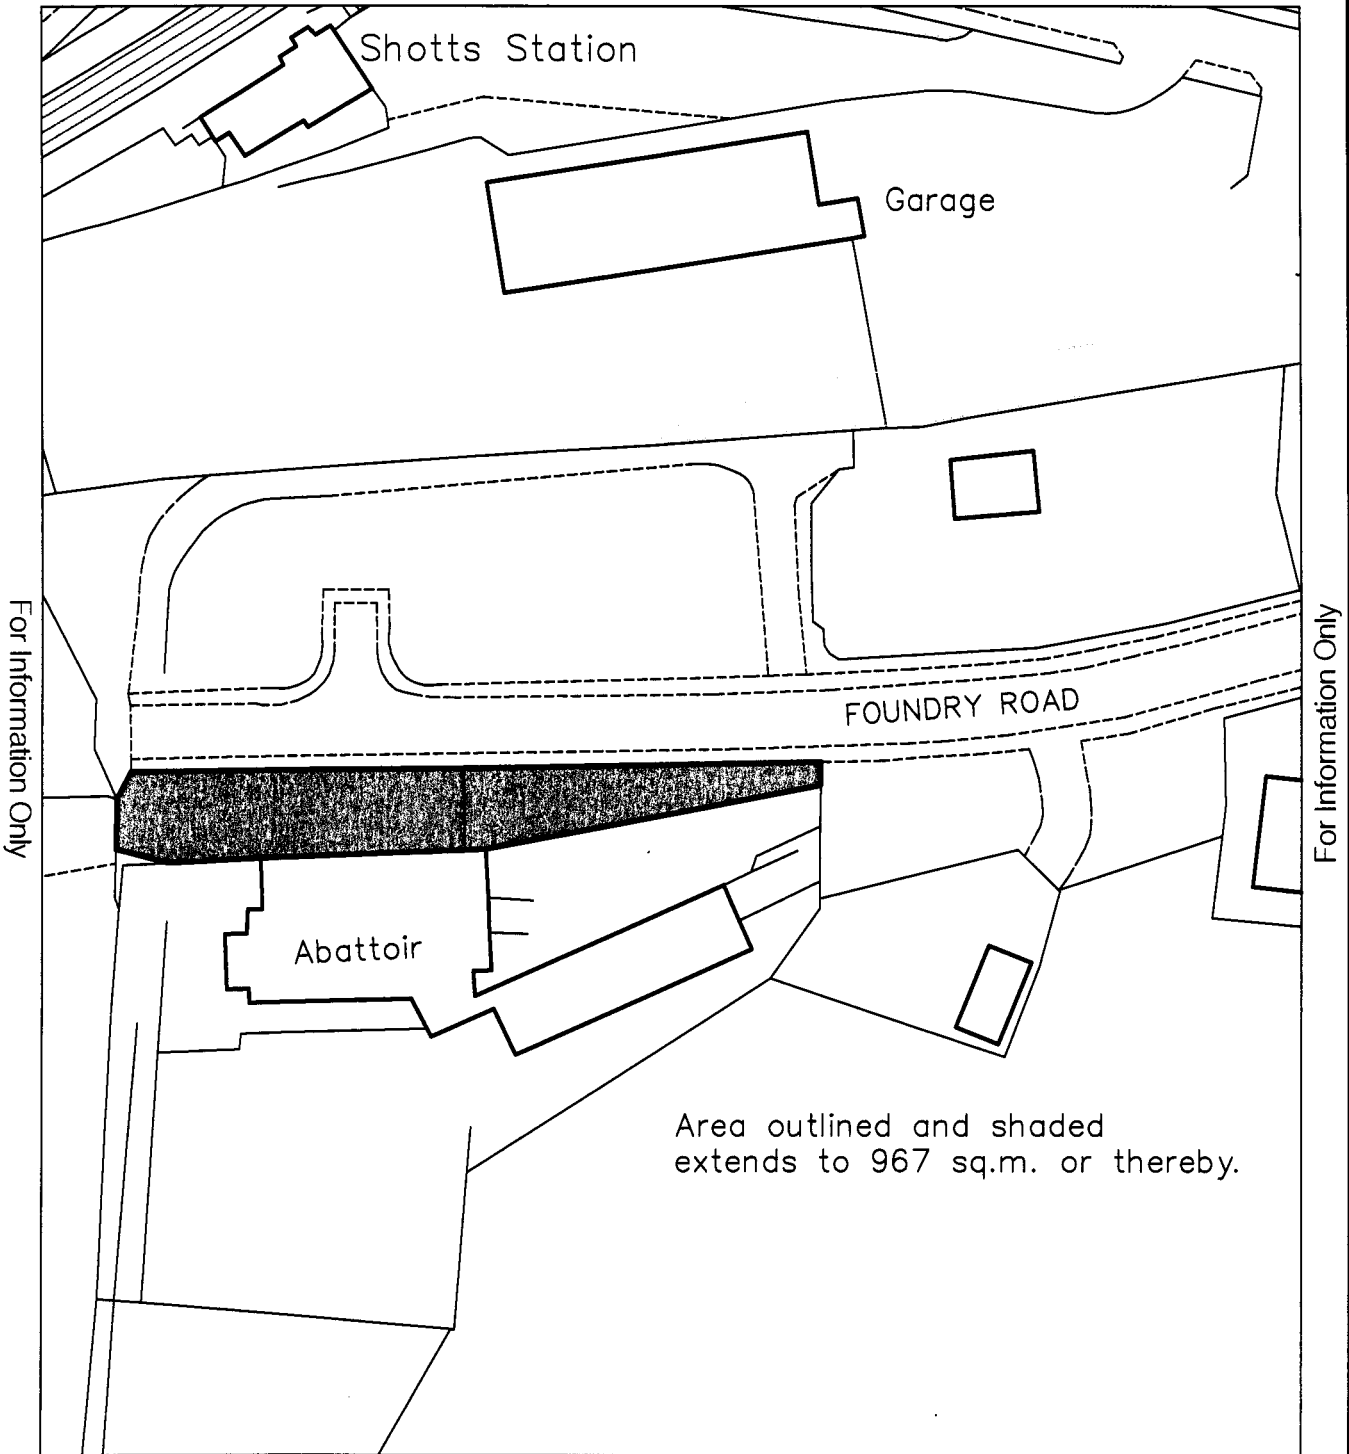 Shotts Station
Garage
For Information Only
For Information Only
FOUNDRY ROAD
Abattoir
Area outlined and shaded
extends to 967 sq.m. or thereby.